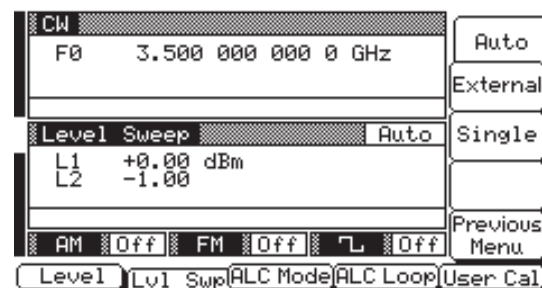 CW
F0 3.500 000 000 0 GHz
Level Sweep Auto
L1 +0.00 dBm
L2 -1.00
AM Off FM Off Off
Level Lvl Swp ALC Mode ALC Loop User Cal
Auto
External
Single
Previous
Menu